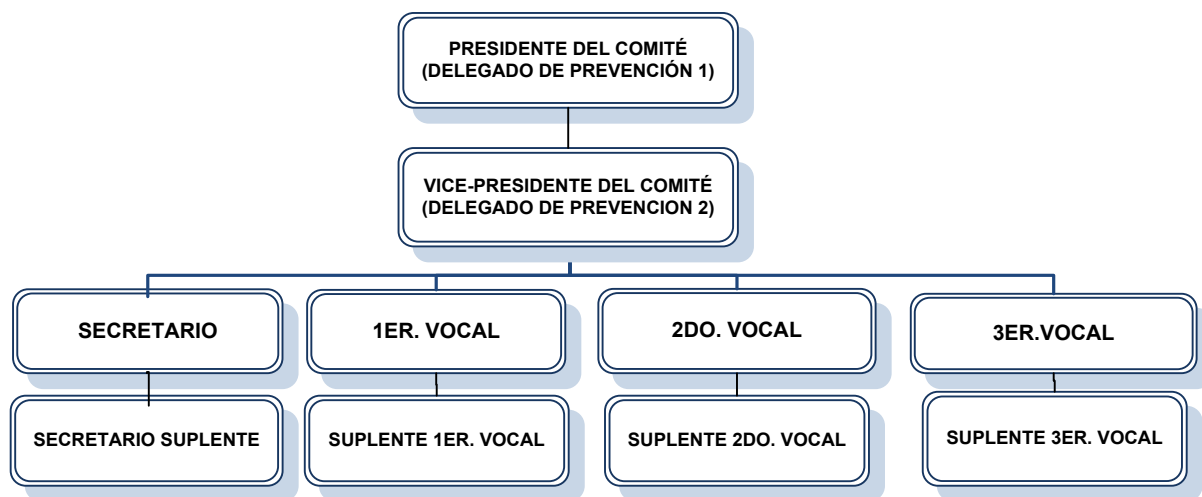 PRESIDENTE DEL COMITÉ
(DELEGADO DE PREVENCIÓN 1)
VICE-PRESIDENTE DEL COMITÉ
(DELEGADO DE PREVENCION 2)
SECRETARIO
1ER. VOCAL
2DO. VOCAL
3ER.VOCAL
SECRETARIO SUPLENTE
SUPLENTE 1ER. VOCAL
SUPLENTE 2DO. VOCAL
SUPLENTE 3ER. VOCAL